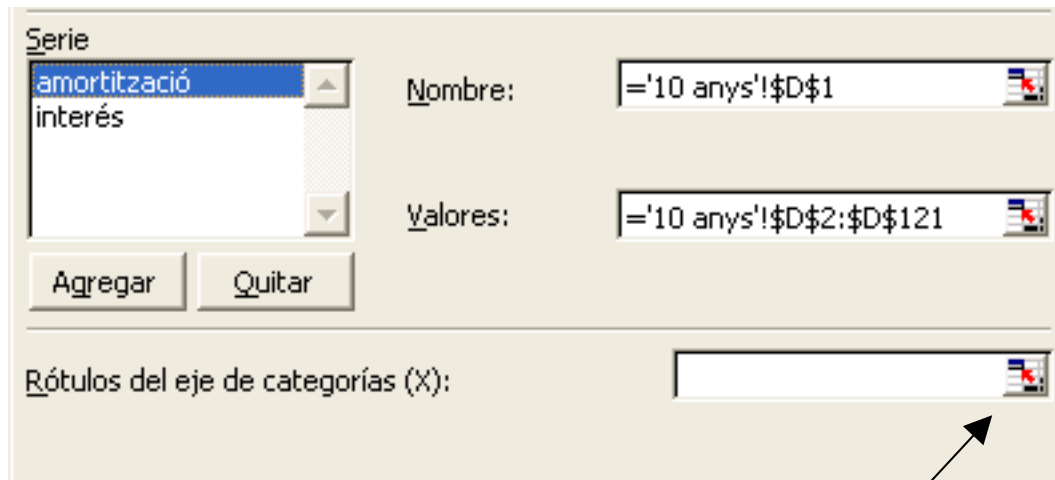 Serie
amortització
interés
Nombre:
='10 anys'!$D$1
Valores:
='10 anys'!$D$2:$D$121
Agregar
Quitar
Rótulos del eje de categorías (X):